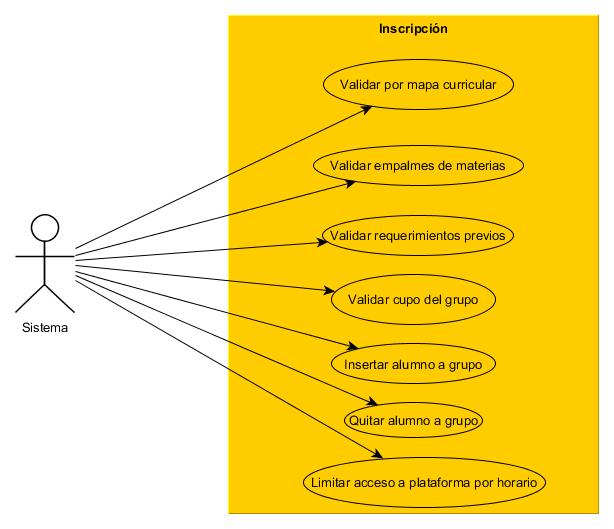 Inscripción
Validar por mapa curricular
Validar empalmes de materias
Validar requerimientos previos
Validar cupo del grupo
Insertar alumno a grupo
Quitar alumno a grupo
Limitar acceso a plataforma por horario
Sistema